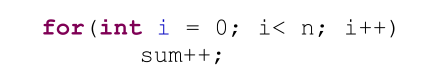 for(int i = 0; i< n; i++)
sum++;